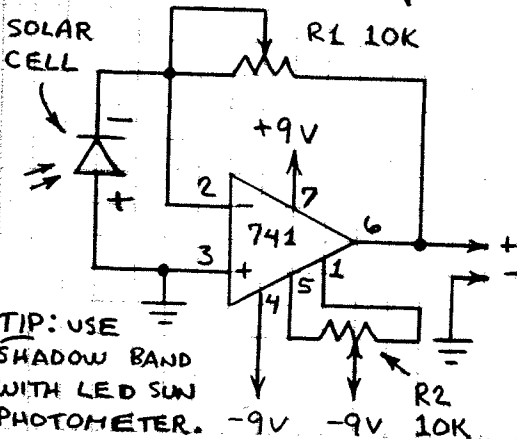 SOLAR
CELL
R1 10K
+9V
−
+
2
7
−
741
6
3
+
1
5
4
+
−
TIP: USE
SHADOW BAND
WITH LED SUN
PHOTOMETER.
-9V
-9V
R2
10K